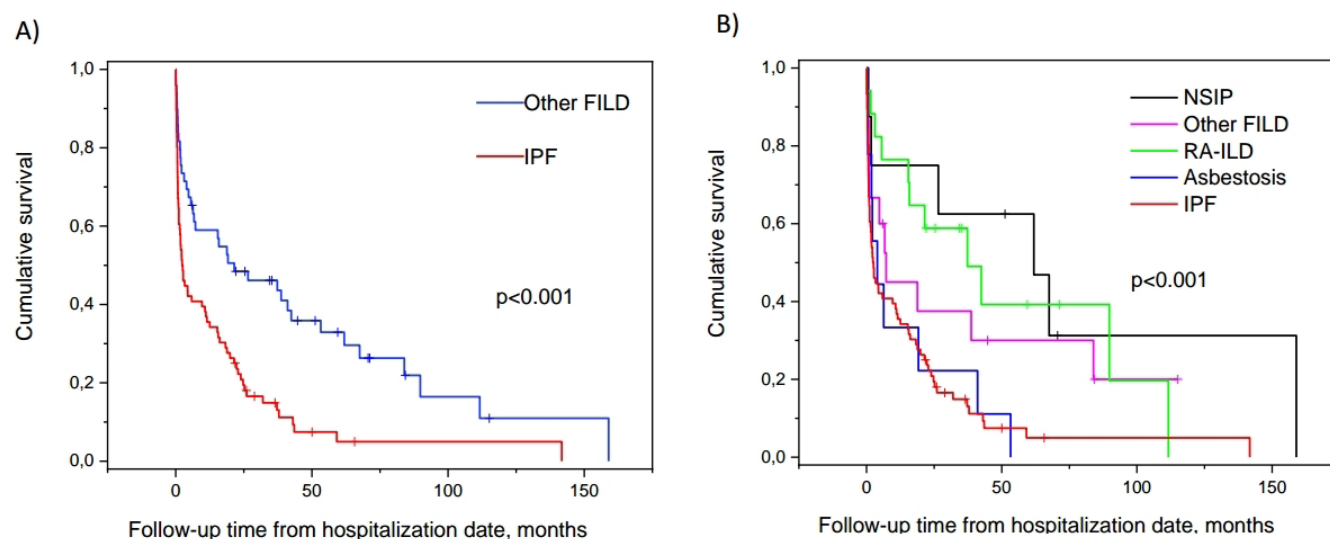 A)
1,0
0,8
0,6
0,4
0,2
0,0
Cumulative survival
Other FILD
IPF
p<0.001
0
50
100
150
Follow-up time from hospitalization date, months
B)
1,0
0,8
0,6
0,4
0,2
0,0
Cumulative survival
NSIP
Other FILD
RA-ILD
Asbestosis
IPF
p<0.001
0
50
100
150
Follow-up time from hospitalization date, months